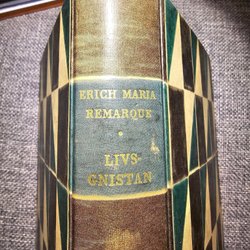 ERICH MARIA
REMARQUE
·
LIVS-
GNISTAN